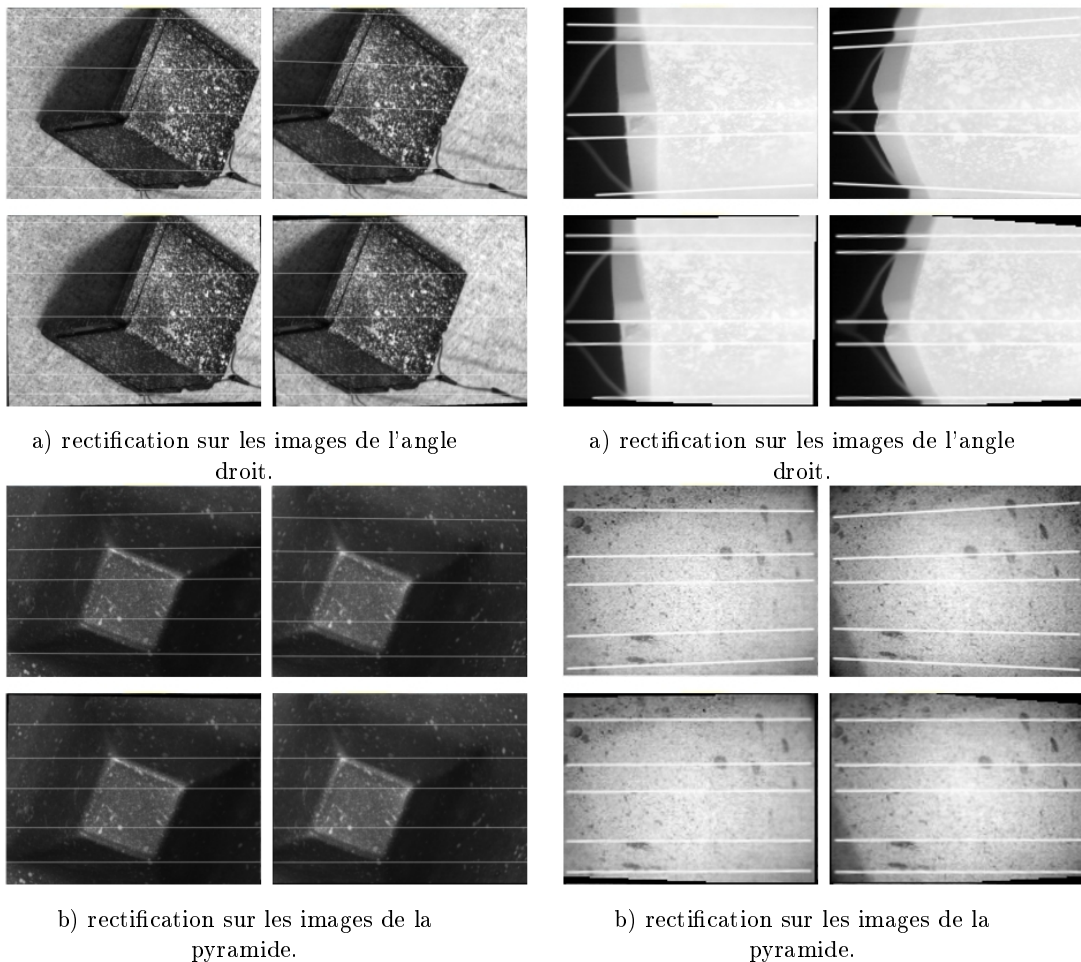 a) rectification sur les images de l'angle
droit.
a) rectification sur les images de l'angle
droit.
b) rectification sur les images de la
pyramide.
b) rectification sur les images de la
pyramide.